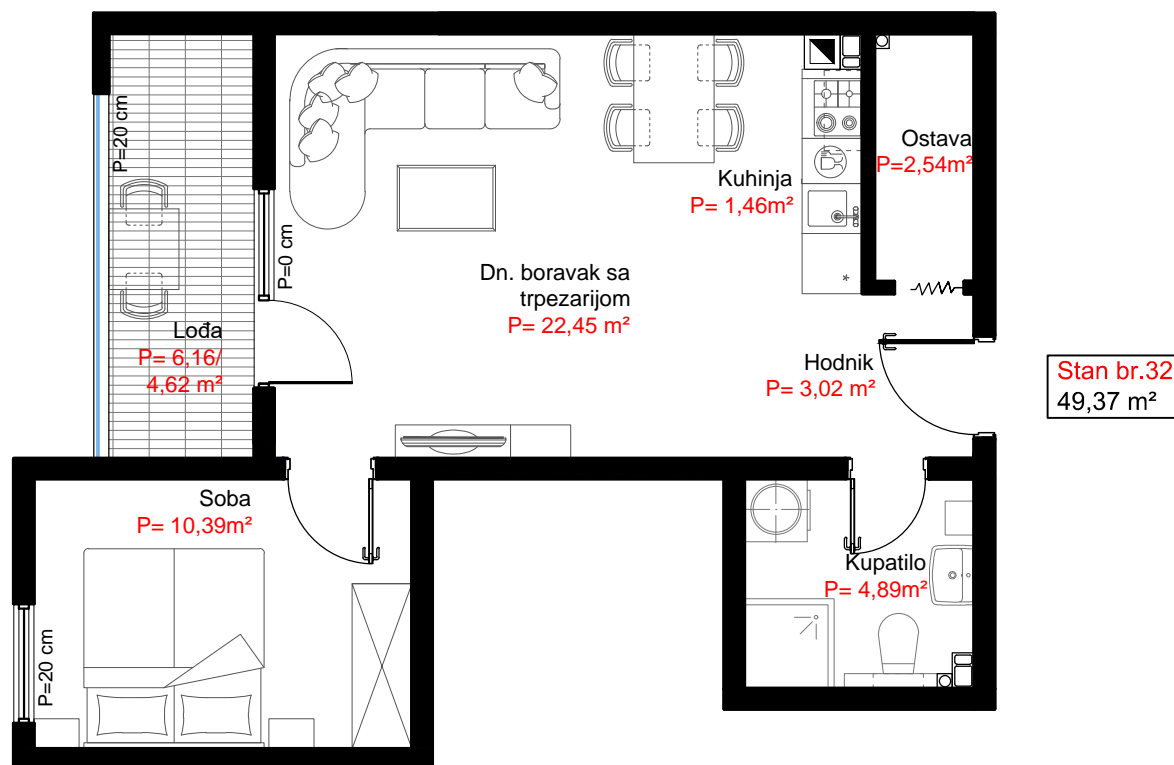 P=20 cm
Ostava
P=2,54m²
Kuhinja
P= 1,46m²
P=0 cm
Dn. boravak sa
trpezarijom
P= 22,45 m²
Lođa
P= 6,16/
4,62 m²
Hodnik
P= 3,02 m²
Stan br.32
49,37 m²
Soba
P= 10,39m²
Kupatilo
P= 4,89m²
P=20 cm